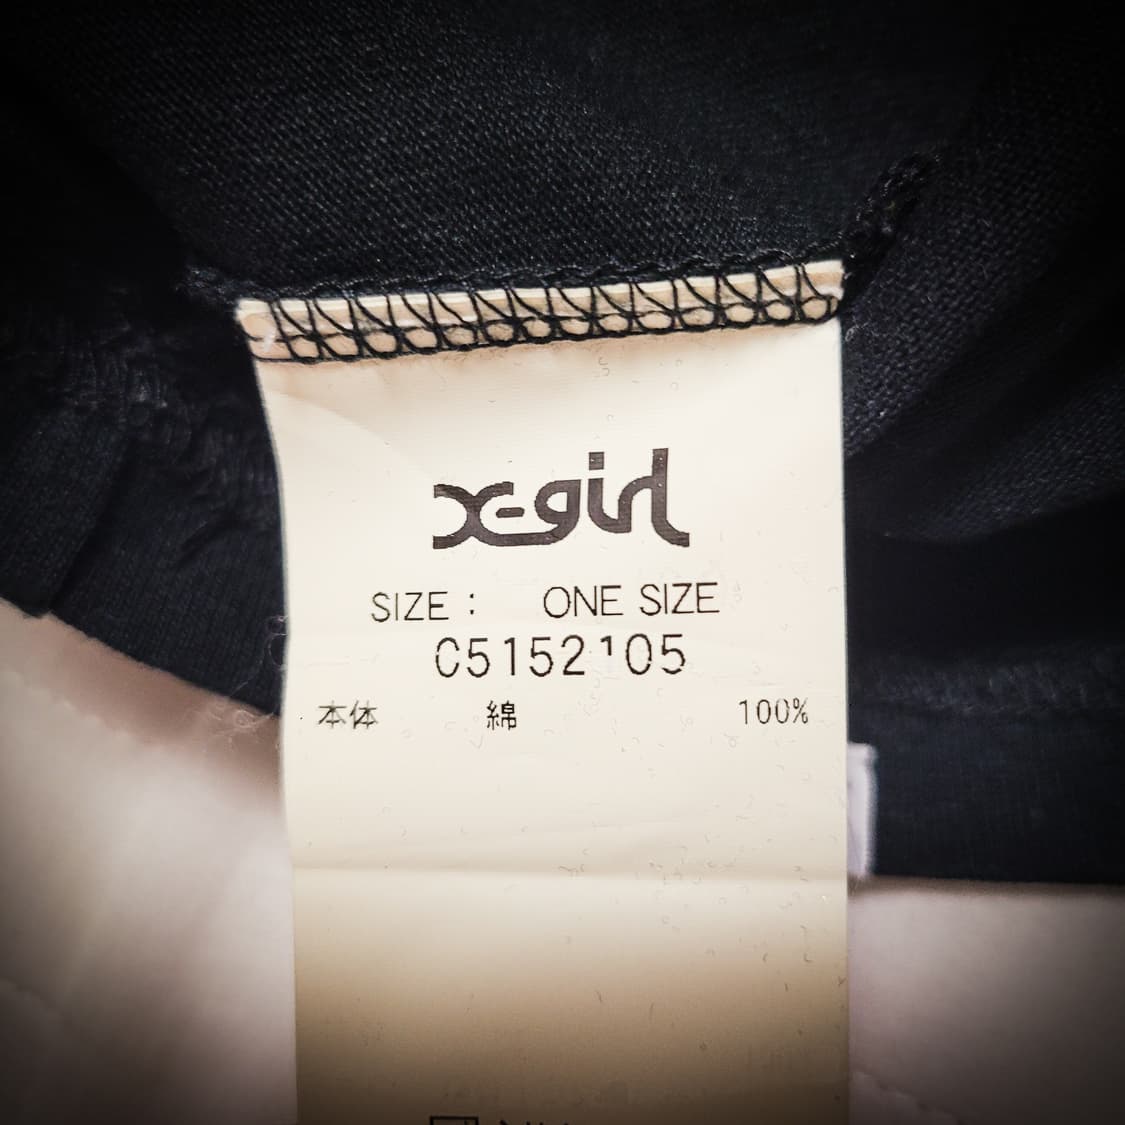 X-girl
SIZE : ONE SIZE
C5152105
本体 綿 100%